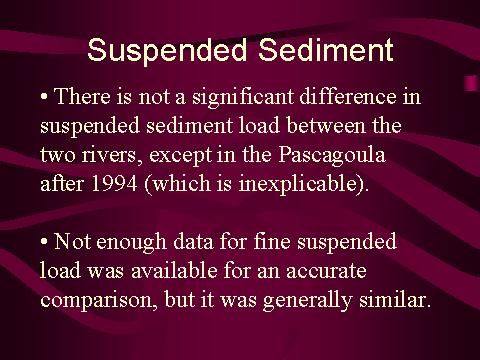 Suspended Sediment
• There is not a significant difference in
suspended sediment load between the
two rivers, except in the Pascagoula
after 1994 (which is inexplicable).
• Not enough data for fine suspended
load was available for an accurate
comparison, but it was generally similar.